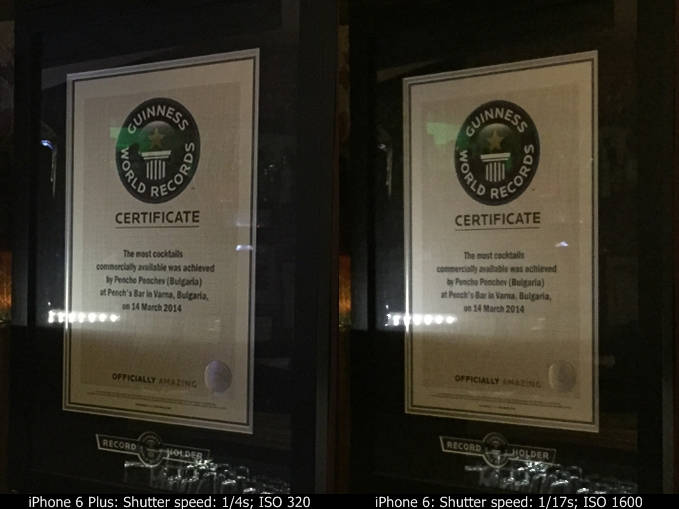 GUINNESS
WORLD RECORDS
CERTIFICATE
The most cocktails
commercially available was achieved
by Pencho Penchev (Bulgaria)
at Pench's Bar in Varna, Bulgaria,
on 14 March 2014
OFFICIALLY AMAZING
RECORD HOLDER
iPhone 6 Plus: Shutter speed: 1/4s; ISO 320
GUINNESS
WORLD RECORDS
CERTIFICATE
The most cocktails
commercially available was achieved
by Pencho Penchev (Bulgaria)
at Pench's Bar in Varna, Bulgaria,
on 14 March 2014
OFFICIALLY AMAZING
RECORD HOLDER
iPhone 6: Shutter speed: 1/17s; ISO 1600